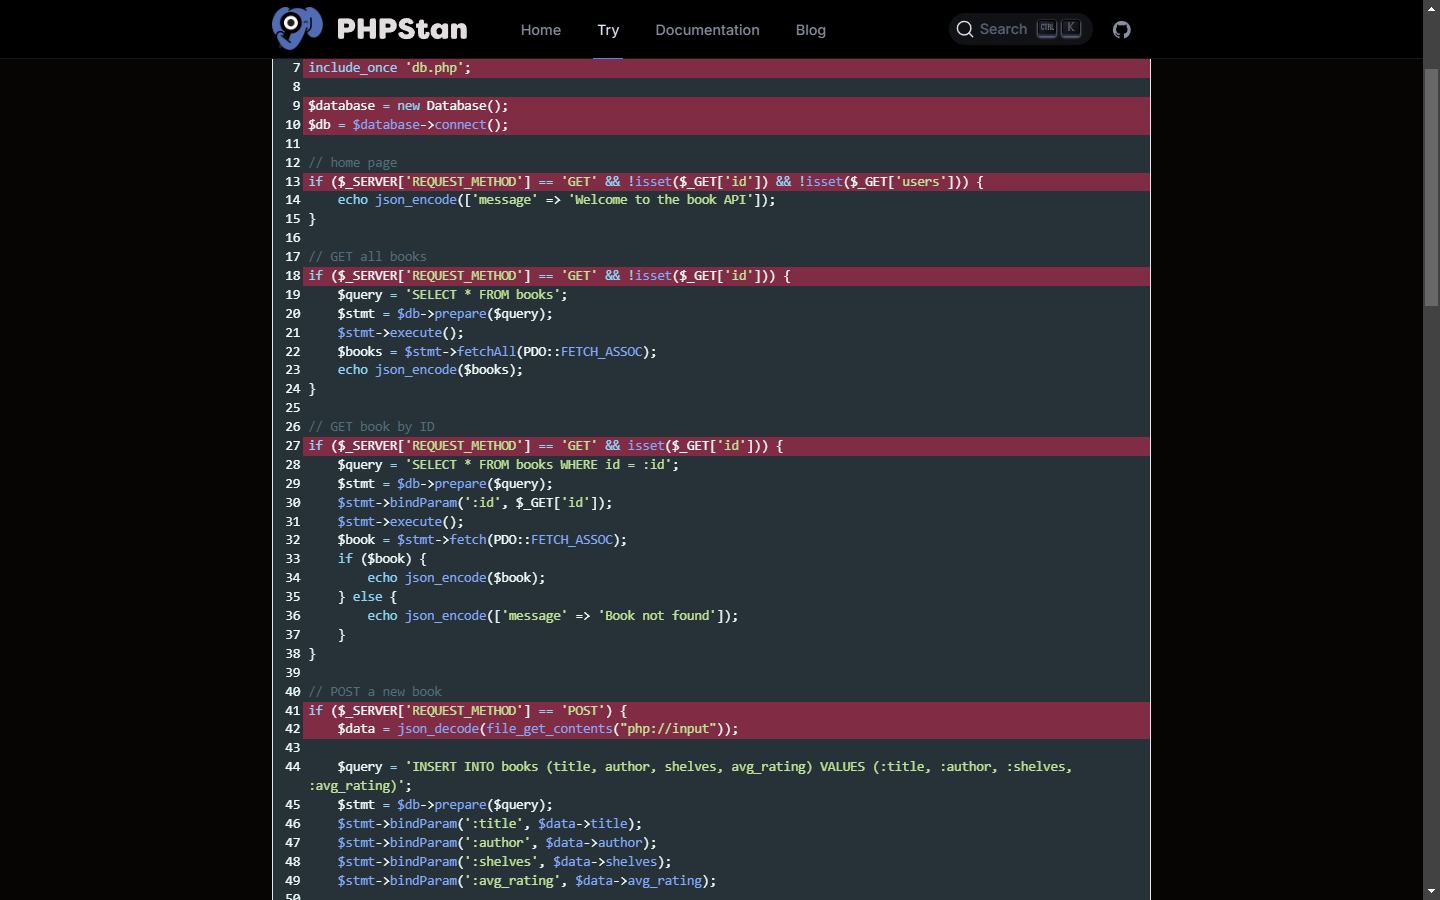 PHPStan
Home Try Documentation Blog
Search CTRL K
7 include_once 'db.php';
8
9 $database = new Database();
10 $db = $database->connect();
11
12 // home page
13 if ($_SERVER['REQUEST_METHOD'] == 'GET' && !isset($_GET['id']) && !isset($_GET['users'])) {
14     echo json_encode(['message' => 'Welcome to the book API']);
15 }
16
17 // GET all books
18 if ($_SERVER['REQUEST_METHOD'] == 'GET' && !isset($_GET['id'])) {
19     $query = 'SELECT * FROM books';
20     $stmt = $db->prepare($query);
21     $stmt->execute();
22     $books = $stmt->fetchAll(PDO::FETCH_ASSOC);
23     echo json_encode($books);
24 }
25
26 // GET book by ID
27 if ($_SERVER['REQUEST_METHOD'] == 'GET' && isset($_GET['id'])) {
28     $query = 'SELECT * FROM books WHERE id = :id';
29     $stmt = $db->prepare($query);
30     $stmt->bindParam(':id', $_GET['id']);
31     $stmt->execute();
32     $book = $stmt->fetch(PDO::FETCH_ASSOC);
33     if ($book) {
34         echo json_encode($book);
35     } else {
36         echo json_encode(['message' => 'Book not found']);
37     }
38 }
39
40 // POST a new book
41 if ($_SERVER['REQUEST_METHOD'] == 'POST') {
42     $data = json_decode(file_get_contents("php://input"));
43
44     $query = 'INSERT INTO books (title, author, shelves, avg_rating) VALUES (:title, :author, :shelves,
:avg_rating)';
45     $stmt = $db->prepare($query);
46     $stmt->bindParam(':title', $data->title);
47     $stmt->bindParam(':author', $data->author);
48     $stmt->bindParam(':shelves', $data->shelves);
49     $stmt->bindParam(':avg_rating', $data->avg_rating);
50